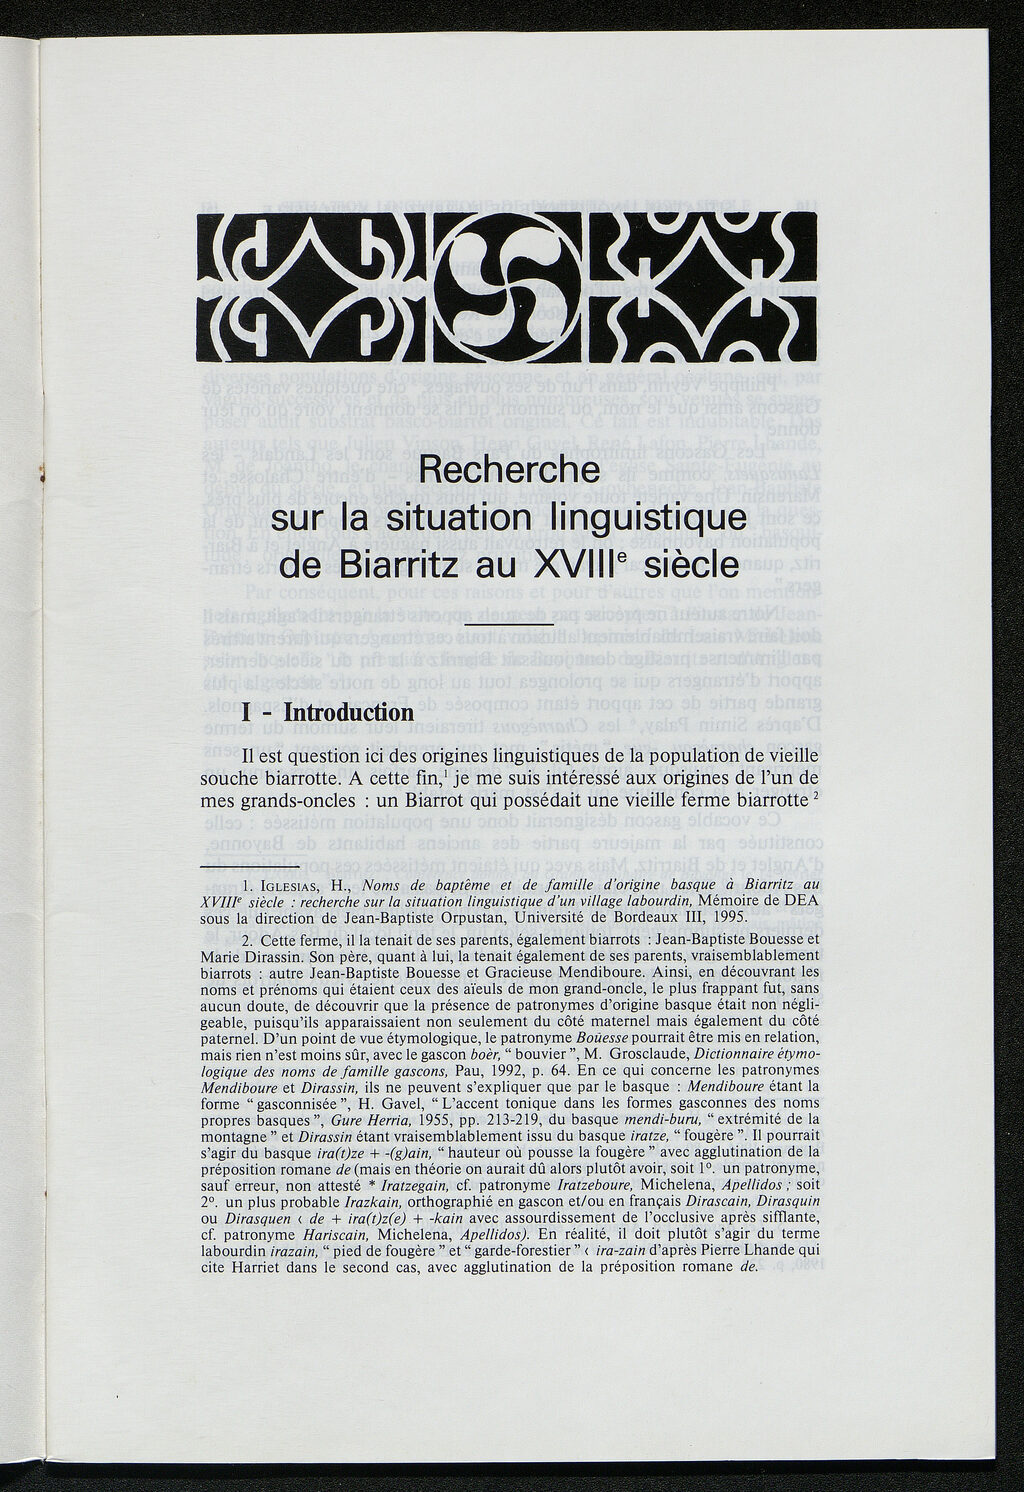 Recherche
sur la situation linguistique
de Biarritz au XVIIIᵉ siècle
I - Introduction
Il est question ici des origines linguistiques de la population de vieille
souche biarrotte. A cette fin,¹ je me suis intéressé aux origines de l'un de
mes grands-oncles : un Biarrot qui possédait une vieille ferme biarrotte ²
1. IGLESIAS, H., Noms de baptême et de famille d'origine basque à Biarritz au
XVIIIᵉ siècle : recherche sur la situation linguistique d'un village labourdin, Mémoire de DEA
sous la direction de Jean-Baptiste Orpustan, Université de Bordeaux III, 1995.
2. Cette ferme, il la tenait de ses parents, également biarrots : Jean-Baptiste Bouesse et
Marie Dirassin. Son père, quant à lui, la tenait également de ses parents, vraisemblablement
biarrots : autre Jean-Baptiste Bouesse et Gracieuse Mendiboure. Ainsi, en découvrant les
noms et prénoms qui étaient ceux des aïeuls de mon grand-oncle, le plus frappant fut, sans
aucun doute, de découvrir que la présence de patronymes d'origine basque était non négli-
geable, puisqu'ils apparaissaient non seulement du côté maternel mais également du côté
paternel. D'un point de vue étymologique, le patronyme Boüesse pourrait être mis en relation,
mais rien n'est moins sûr, avec le gascon boèr, “ bouvier ”, M. Grosclaude, Dictionnaire étymo-
logique des noms de famille gascons, Pau, 1992, p. 64. En ce qui concerne les patronymes
Mendiboure et Dirassin, ils ne peuvent s'expliquer que par le basque : Mendiboure étant la
forme “ gasconnisée ”, H. Gavel, “ L'accent tonique dans les formes gasconnes des noms
propres basques ”, Gure Herria, 1955, pp. 213-219, du basque mendi-buru, “ extrémité de la
montagne ” et Dirassin étant vraisemblablement issu du basque iratze, “ fougère ”. Il pourrait
s'agir du basque ira(t)ze + -(g)ain, “ hauteur où pousse la fougère ” avec agglutination de la
préposition romane de (mais en théorie on aurait dû alors plutôt avoir, soit 1°. un patronyme,
sauf erreur, non attesté * Iratzegain, cf. patronyme Iratzeboure, Michelena, Apellidos ; soit
2°. un plus probable Irazkain, orthographié en gascon et/ou en français Dirascain, Dirasquin
ou Dirasquen ‹ de + ira(t)z(e) + -kain avec assourdissement de l'occlusive après sifflante,
cf. patronyme Hariscain, Michelena, Apellidos). En réalité, il doit plutôt s'agir du terme
labourdin irazain, “ pied de fougère ” et “ garde-forestier ” ‹ ira-zain d'après Pierre Lhande qui
cite Harriet dans le second cas, avec agglutination de la préposition romane de.